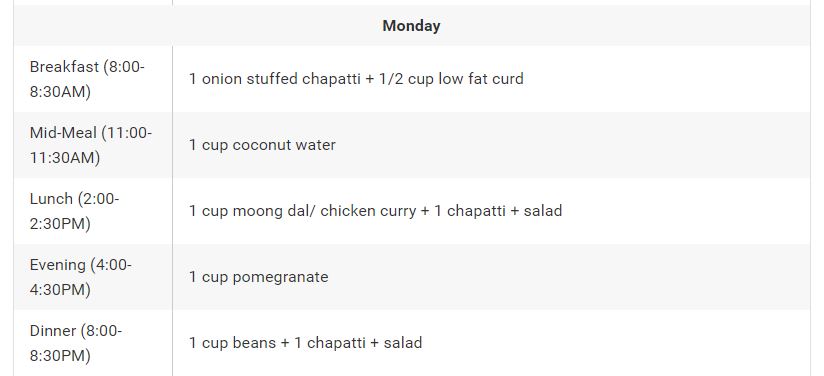 Monday
Breakfast (8:00-
8:30AM)
1 onion stuffed chapatti + 1/2 cup low fat curd
Mid-Meal (11:00-
11:30AM)
1 cup coconut water
Lunch (2:00-
2:30PM)
1 cup moong dal/ chicken curry + 1 chapatti + salad
Evening (4:00-
4:30PM)
1 cup pomegranate
Dinner (8:00-
8:30PM)
1 cup beans + 1 chapatti + salad